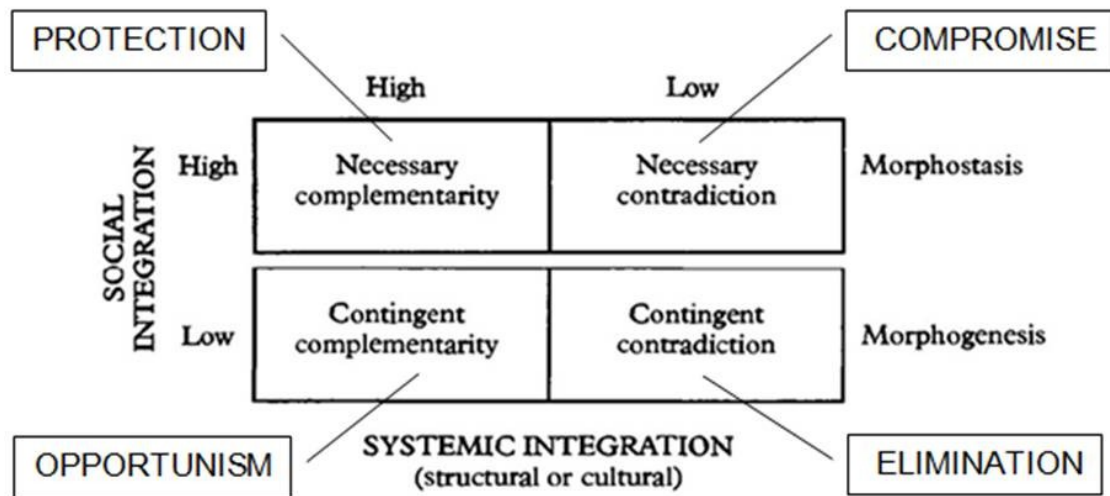 PROTECTION
COMPROMISE
High
Low
SOCIAL
INTEGRATION
High
Necessary
complementarity
Necessary
contradiction
Morphostasis
Low
Contingent
complementarity
Contingent
contradiction
Morphogenesis
OPPORTUNISM
SYSTEMIC INTEGRATION
(structural or cultural)
ELIMINATION